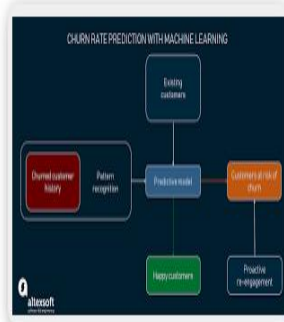 CHURN RATE PREDICTION WITH MACHINE LEARNING
Existing
customers
Churned customer
history
Pattern
recognition
Predictive model
Customers at risk of
churn
Happy customers
Proactive
re-engagement
altexsoft